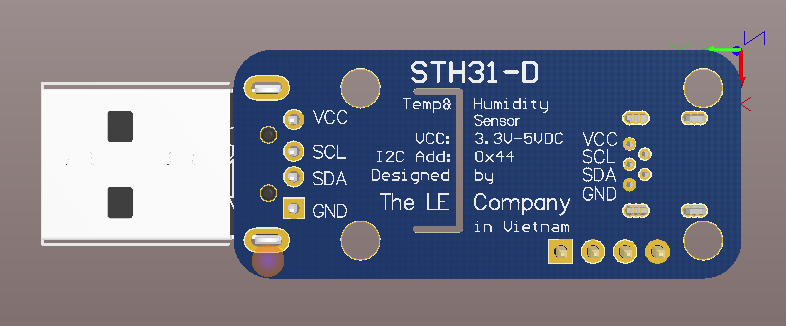 STH31-D
Temp& Humidity
Sensor
VCC: 3.3V-5VDC
I2C Add: 0x44
Designed by
The LE Company
in Vietnam
VCC
SCL
SDA
GND
VCC
SCL
SDA
GND